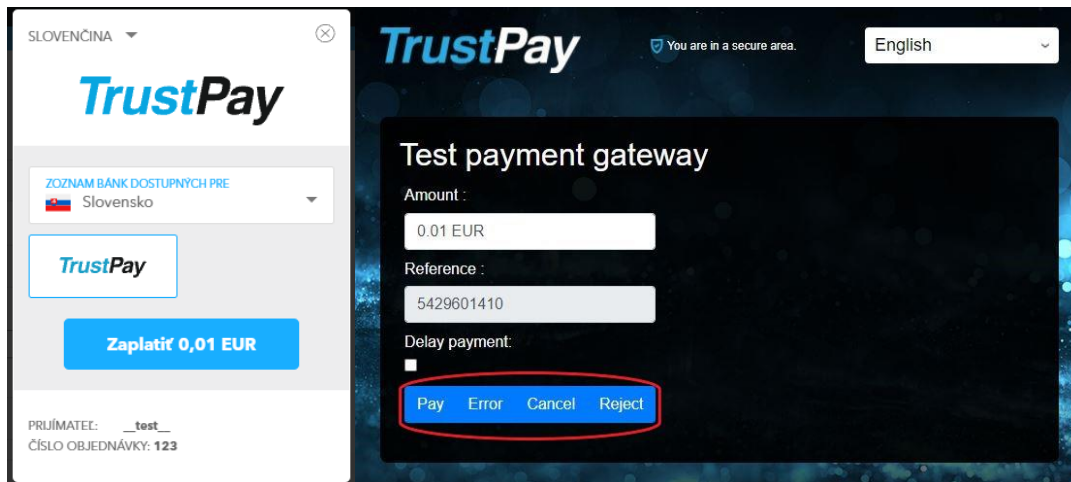 SLOVENČINA
TrustPay
ZOZNAM BÁNK DOSTUPNÝCH PRE
Slovensko
TrustPay
Zaplatiť 0,01 EUR
PRIJÍMATEĽ: __test__
ČÍSLO OBJEDNÁVKY: 123
TrustPay
You are in a secure area.
English
Test payment gateway
Amount :
0.01 EUR
Reference :
5429601410
Delay payment:
Pay Error Cancel Reject